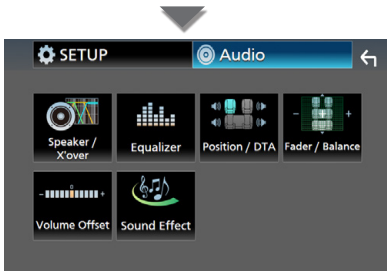 SETUP
Audio
Speaker /
X'over
Equalizer
Position / DTA
Fader / Balance
Volume Offset
Sound Effect